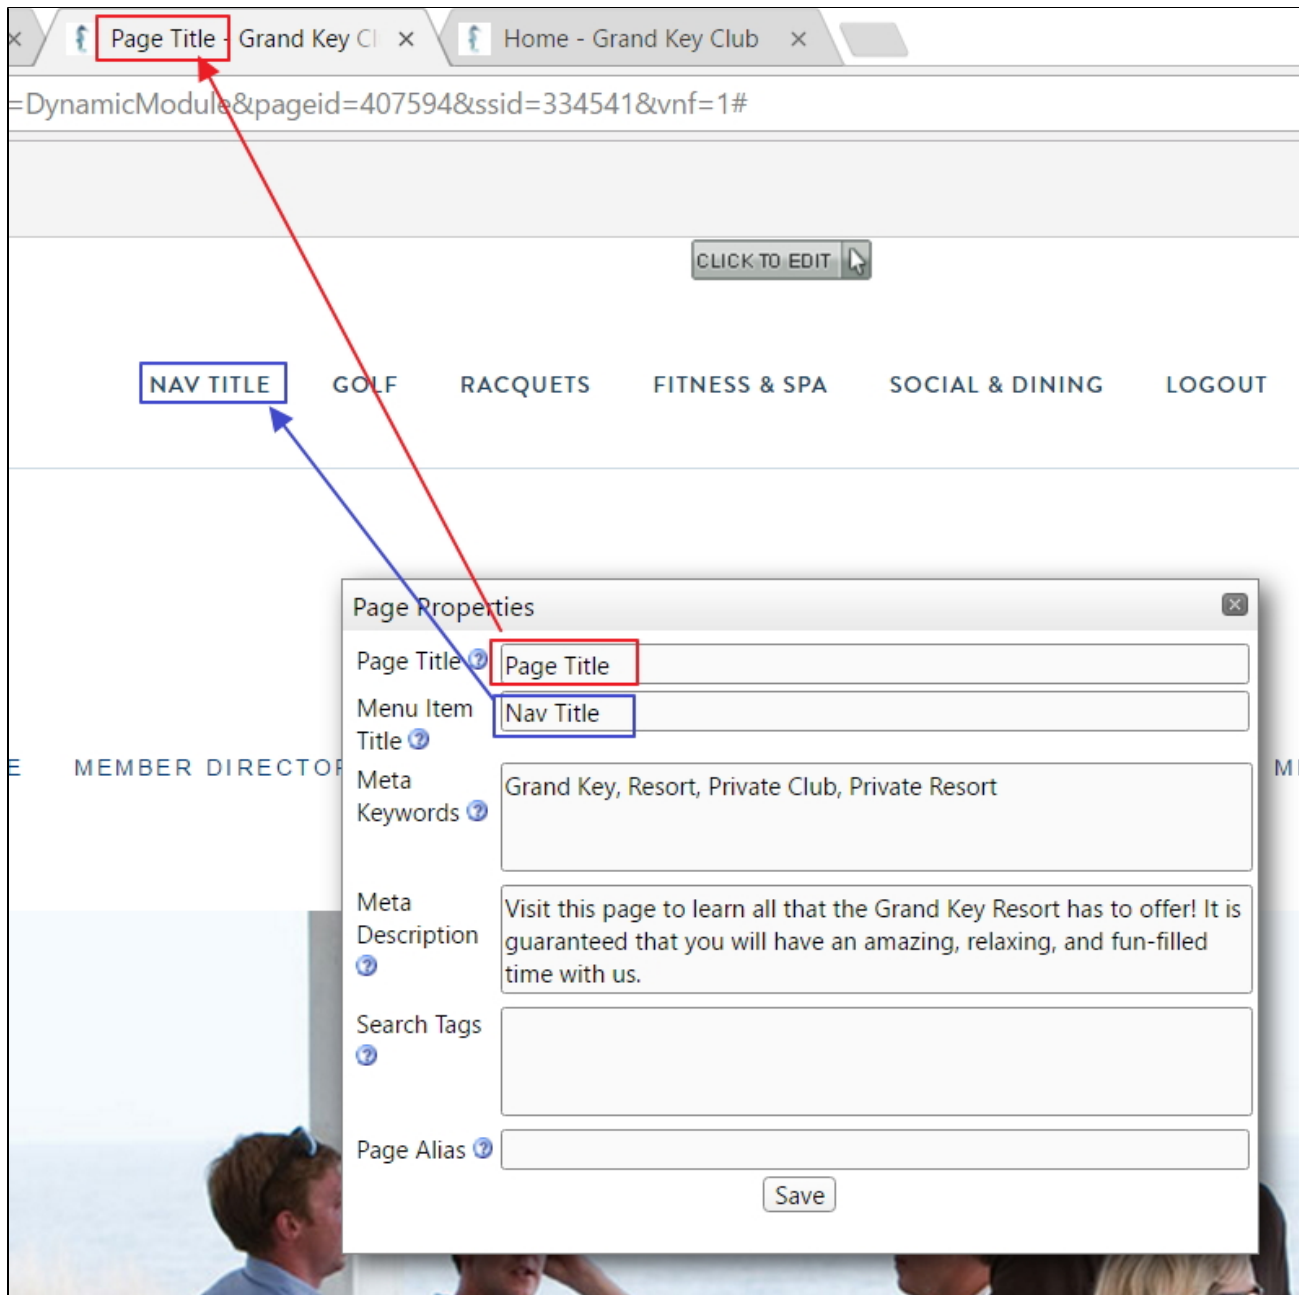 Page Title - Grand Key Cl
Home - Grand Key Club
=DynamicModule&pageid=407594&ssid=334541&vnf=1#
CLICK TO EDIT
NAV TITLE GOLF RACQUETS FITNESS & SPA SOCIAL & DINING LOGOUT
Page Properties
Page Title Page Title
Menu Item
Title
Nav Title
E MEMBER DIRECTOR
M
Meta
Keywords
Grand Key, Resort, Private Club, Private Resort
Meta
Description
Visit this page to learn all that the Grand Key Resort has to offer! It is
guaranteed that you will have an amazing, relaxing, and fun-filled
time with us.
Search Tags
Page Alias
Save